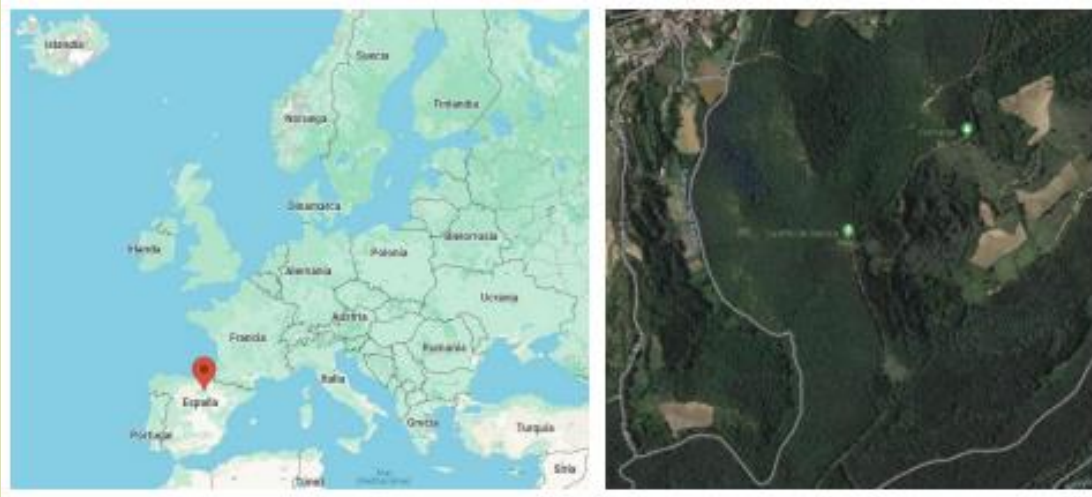 Islandia
Suecia
Finlandia
Noruega
Dinamarca
Irlanda
Bielorrusia
Polonia
Alemania
Ucrania
Austria
Francia
Rumanía
Italia
España
Grecia
Portugal
Turquía
Túnez
Siria